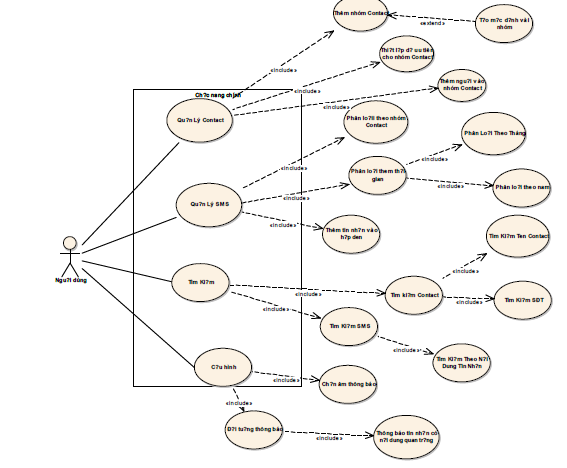 Thêm nhóm Contact
«extend»
T?o m?c d?nh vài
nhóm
Thi?t l?p d? uu tiên
cho nhóm Contact
«include»
«include»
Thêm ngu?i vào
nhóm Contact
«include»
Ch?c nang chính
Qu?n Lý Contact
Phân lo?i theo nhóm
Contact
Phân Lo?i Theo Tháng
«include»
«include»
Phân lo?i them th?i
gian
«include»
Phân lo?i theo nam
«include»
Qu?n Lý SMS
«include»
Thêm tin nh?n vào
h?p den
Tìm Ki?m Ten Contact
Ngu?i dùng
«include»
Tìm Ki?m
«include»
Tìm ki?m Contact
«include»
Tìm Ki?m SDT
«include»
Tìm Ki?m SMS
«include»
Tìm Ki?m Theo N?i
Dung Tin Nh?n
C?u hình
«include»
Ch?n âm thông báo
«include»
Ð?i tu?ng thông báo
«include»
Thông báo tin nh?n có
n?i dung quan tr?ng